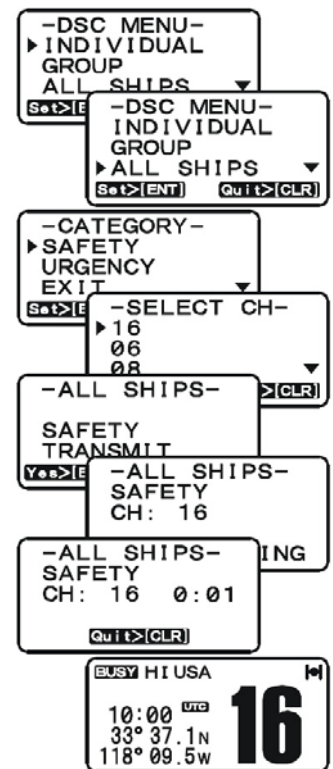 -DSC MENU-
▶INDIVIDUAL
GROUP
ALL SHIPS ▼
Set>[E
-DSC MENU-
INDIVIDUAL
GROUP
▶ALL SHIPS ▼
Set>[ENT] Quit>[CLR]
-CATEGORY-
▶SAFETY
URGENCY
EXIT ▼
Set>[E
-SELECT CH-
▶16
06
08 ▼
>[CLR]
-ALL SHIPS-
SAFETY
TRANSMIT
Yes>[E
-ALL SHIPS-
SAFETY
CH: 16
ING
-ALL SHIPS-
SAFETY
CH: 16 0:01
Quit>[CLR]
BUSY HI USA
10:00 UTC
33° 37.1N
118° 09.5W
16